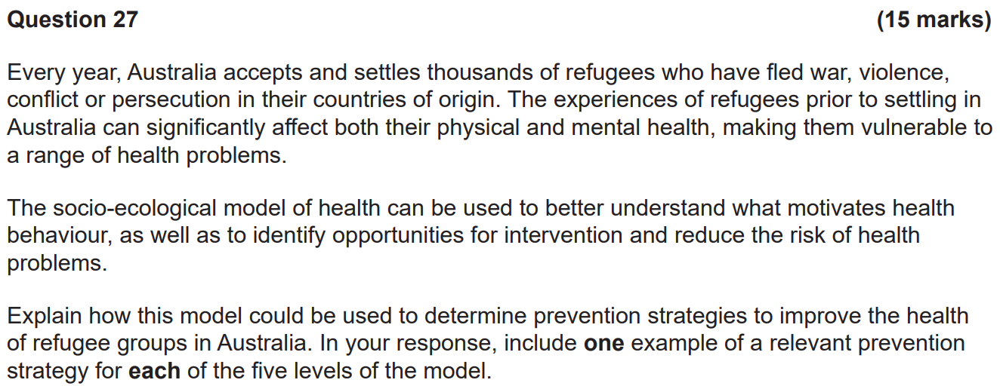 Question 27 (15 marks)
Every year, Australia accepts and settles thousands of refugees who have fled war, violence,
conflict or persecution in their countries of origin. The experiences of refugees prior to settling in
Australia can significantly affect both their physical and mental health, making them vulnerable to
a range of health problems.
The socio-ecological model of health can be used to better understand what motivates health
behaviour, as well as to identify opportunities for intervention and reduce the risk of health
problems.
Explain how this model could be used to determine prevention strategies to improve the health
of refugee groups in Australia. In your response, include one example of a relevant prevention
strategy for each of the five levels of the model.